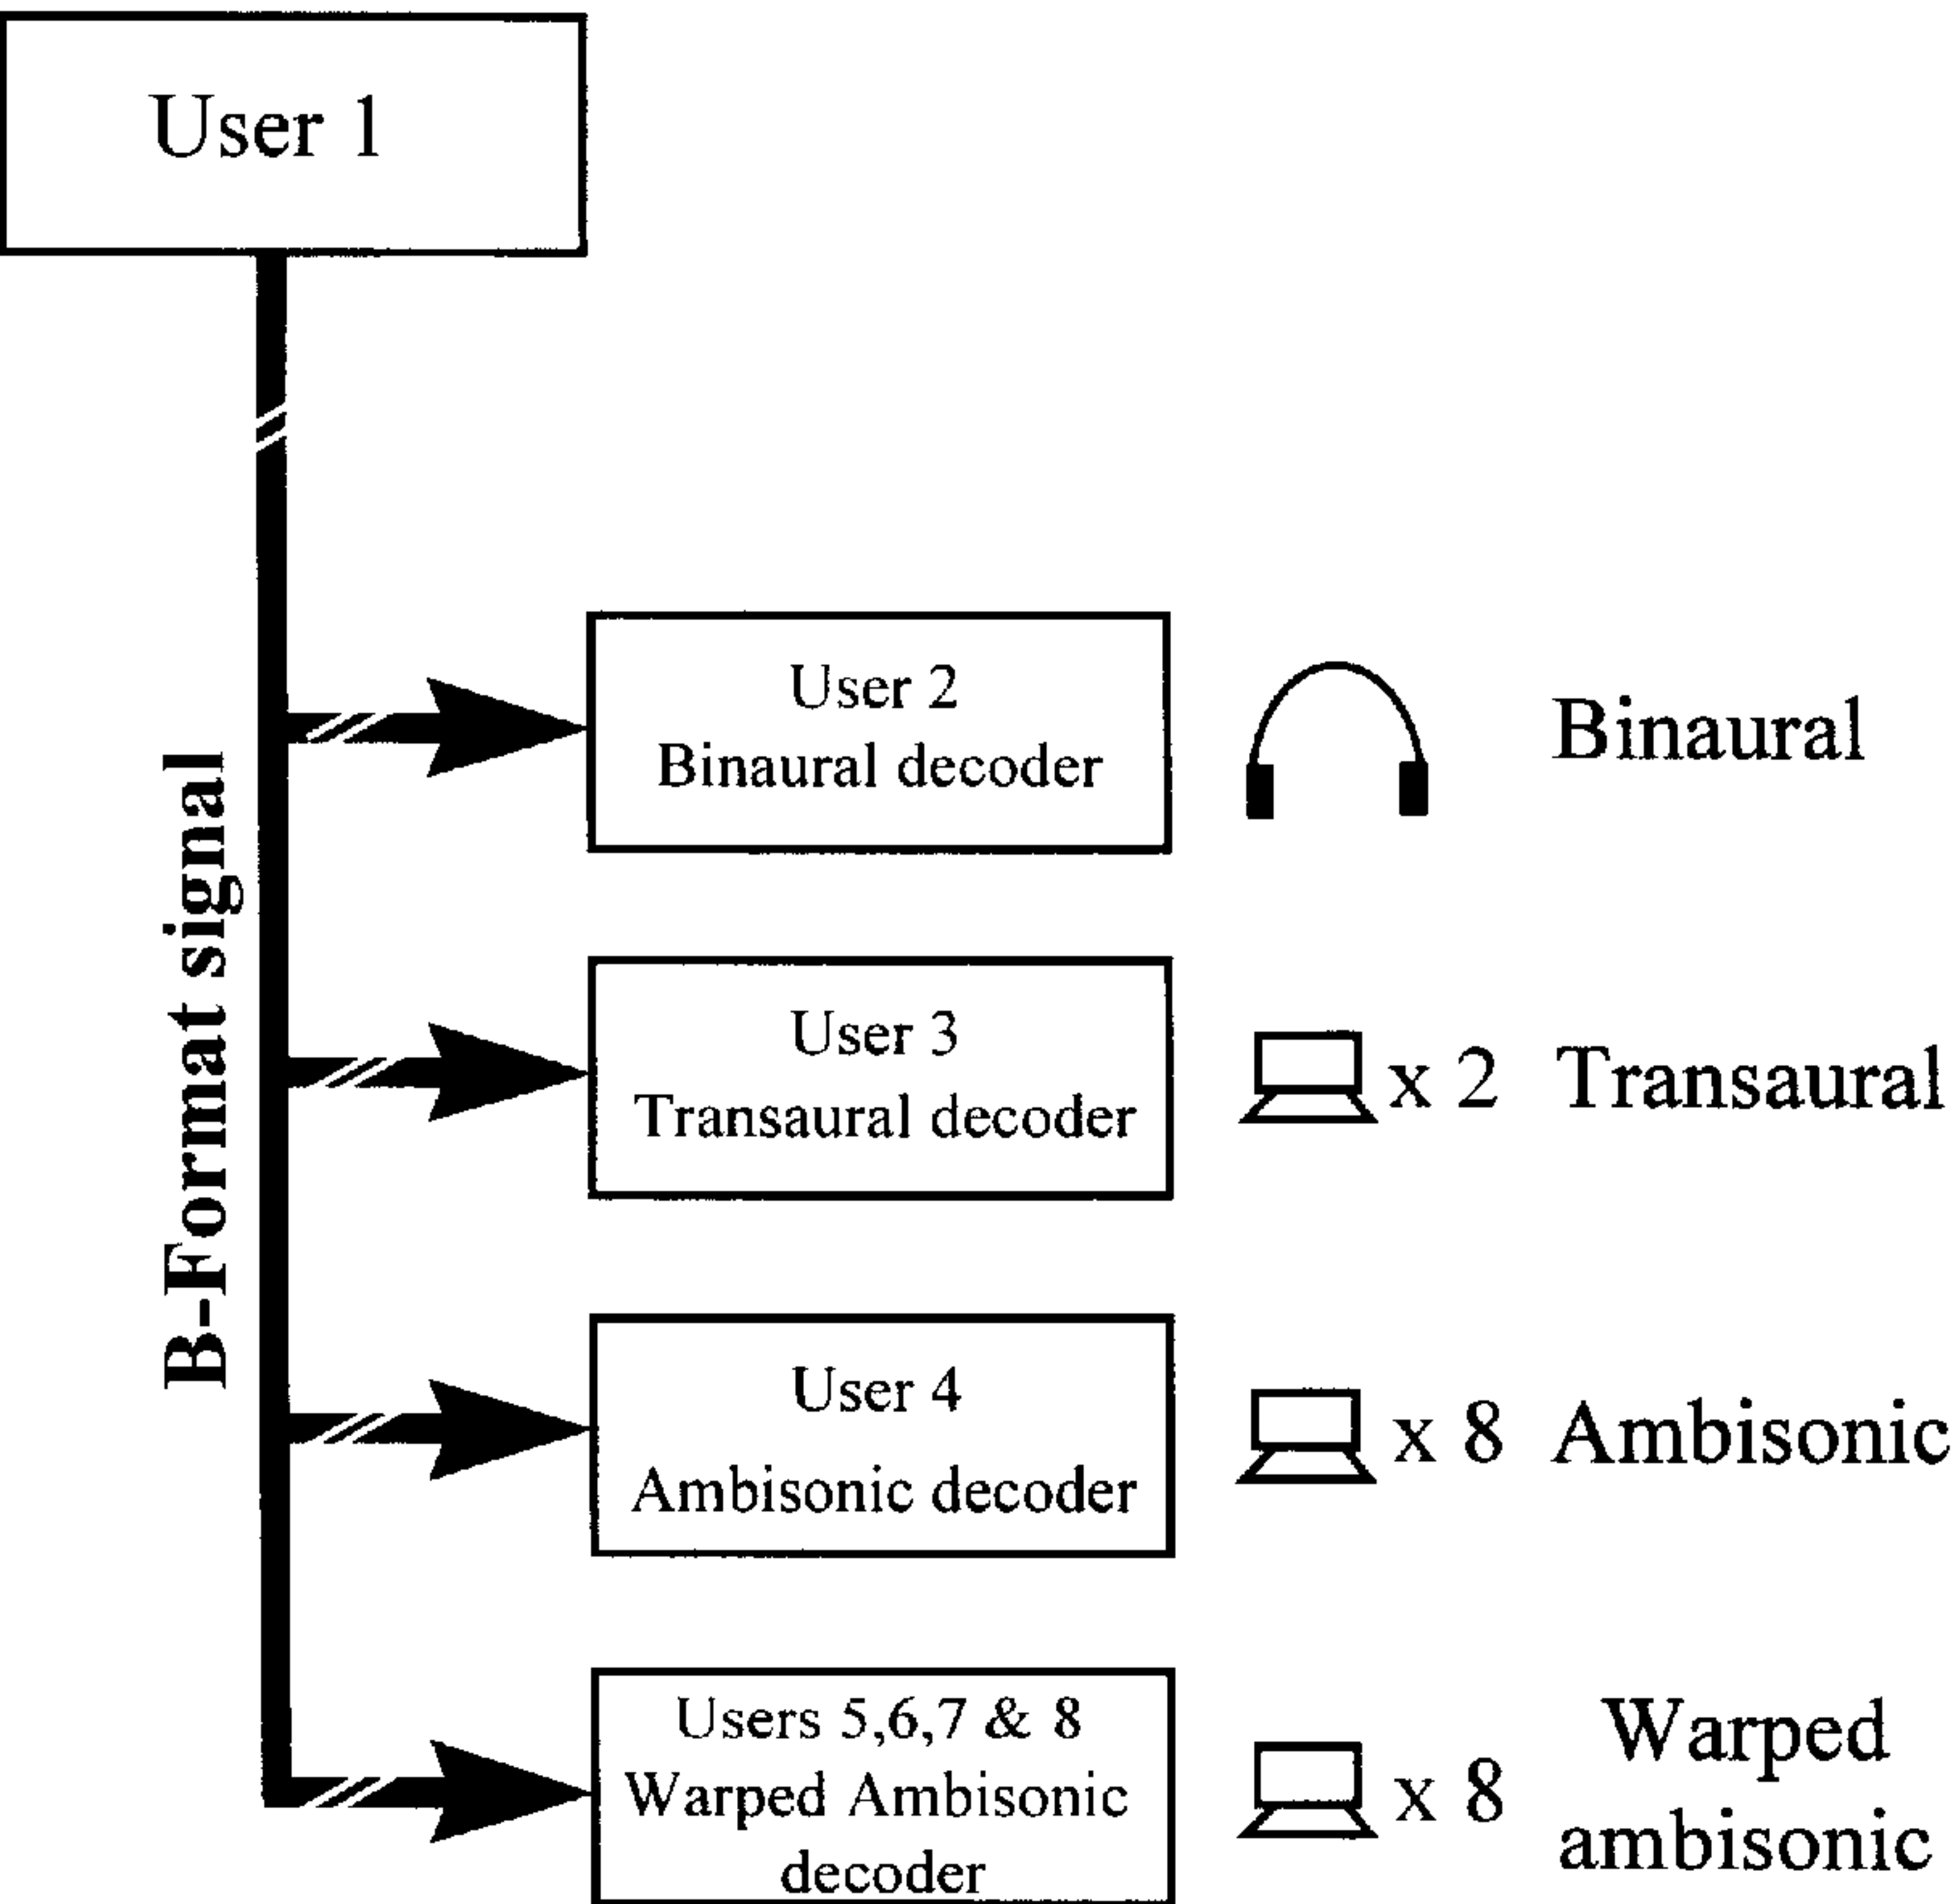 User 1
B-Format signal
User 2
Binaural decoder
Binaural
User 3
Transaural decoder
x 2 Transaural
User 4
Ambisonic decoder
x 8 Ambisonic
Users 5,6,7 & 8
Warped Ambisonic
decoder
x 8
Warped
ambisonic